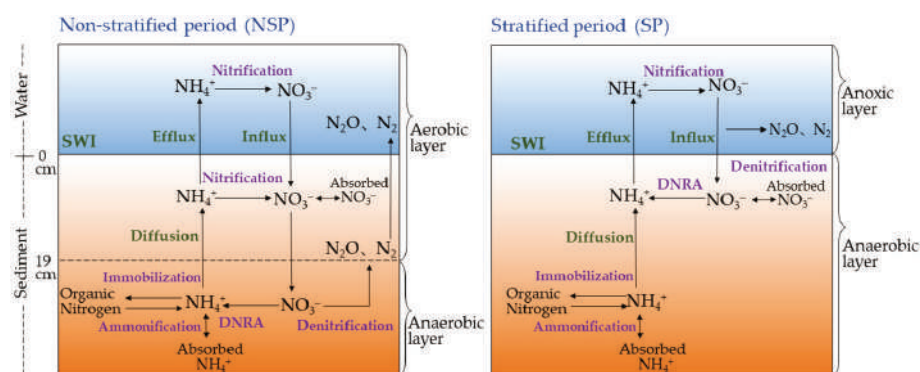 Non-stratified period (NSP)
Nitrification
NH₄⁺
NO₃⁻
N₂O、N₂
SWI
Efflux
Influx
Aerobic
layer
Water
0
cm
Nitrification
NH₄⁺
NO₃⁻
Absorbed
NO₃⁻
Diffusion
N₂O、N₂
19
cm
Sediment
Immobilization
Organic
Nitrogen
NH₄⁺
NO₃⁻
Ammonification
DNRA
Denitrification
Anaerobic
layer
Absorbed
NH₄⁺
Stratified period (SP)
Nitrification
NH₄⁺
NO₃⁻
Anoxic
layer
N₂O、N₂
SWI
Efflux
Influx
Denitrification
DNRA
NH₄⁺
NO₃⁻
Absorbed
NO₃⁻
Diffusion
Anaerobic
layer
Immobilization
Organic
Nitrogen
NH₄⁺
Ammonification
Absorbed
NH₄⁺